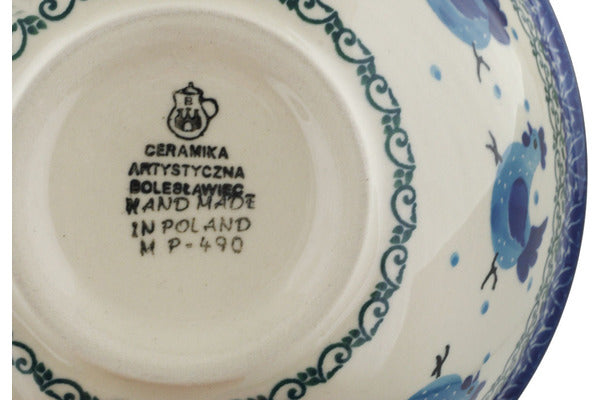 E
CERAMIKA
ARTYSTYCZNA
BOLESŁAWIEC
HAND MADE
IN POLAND
M P-490